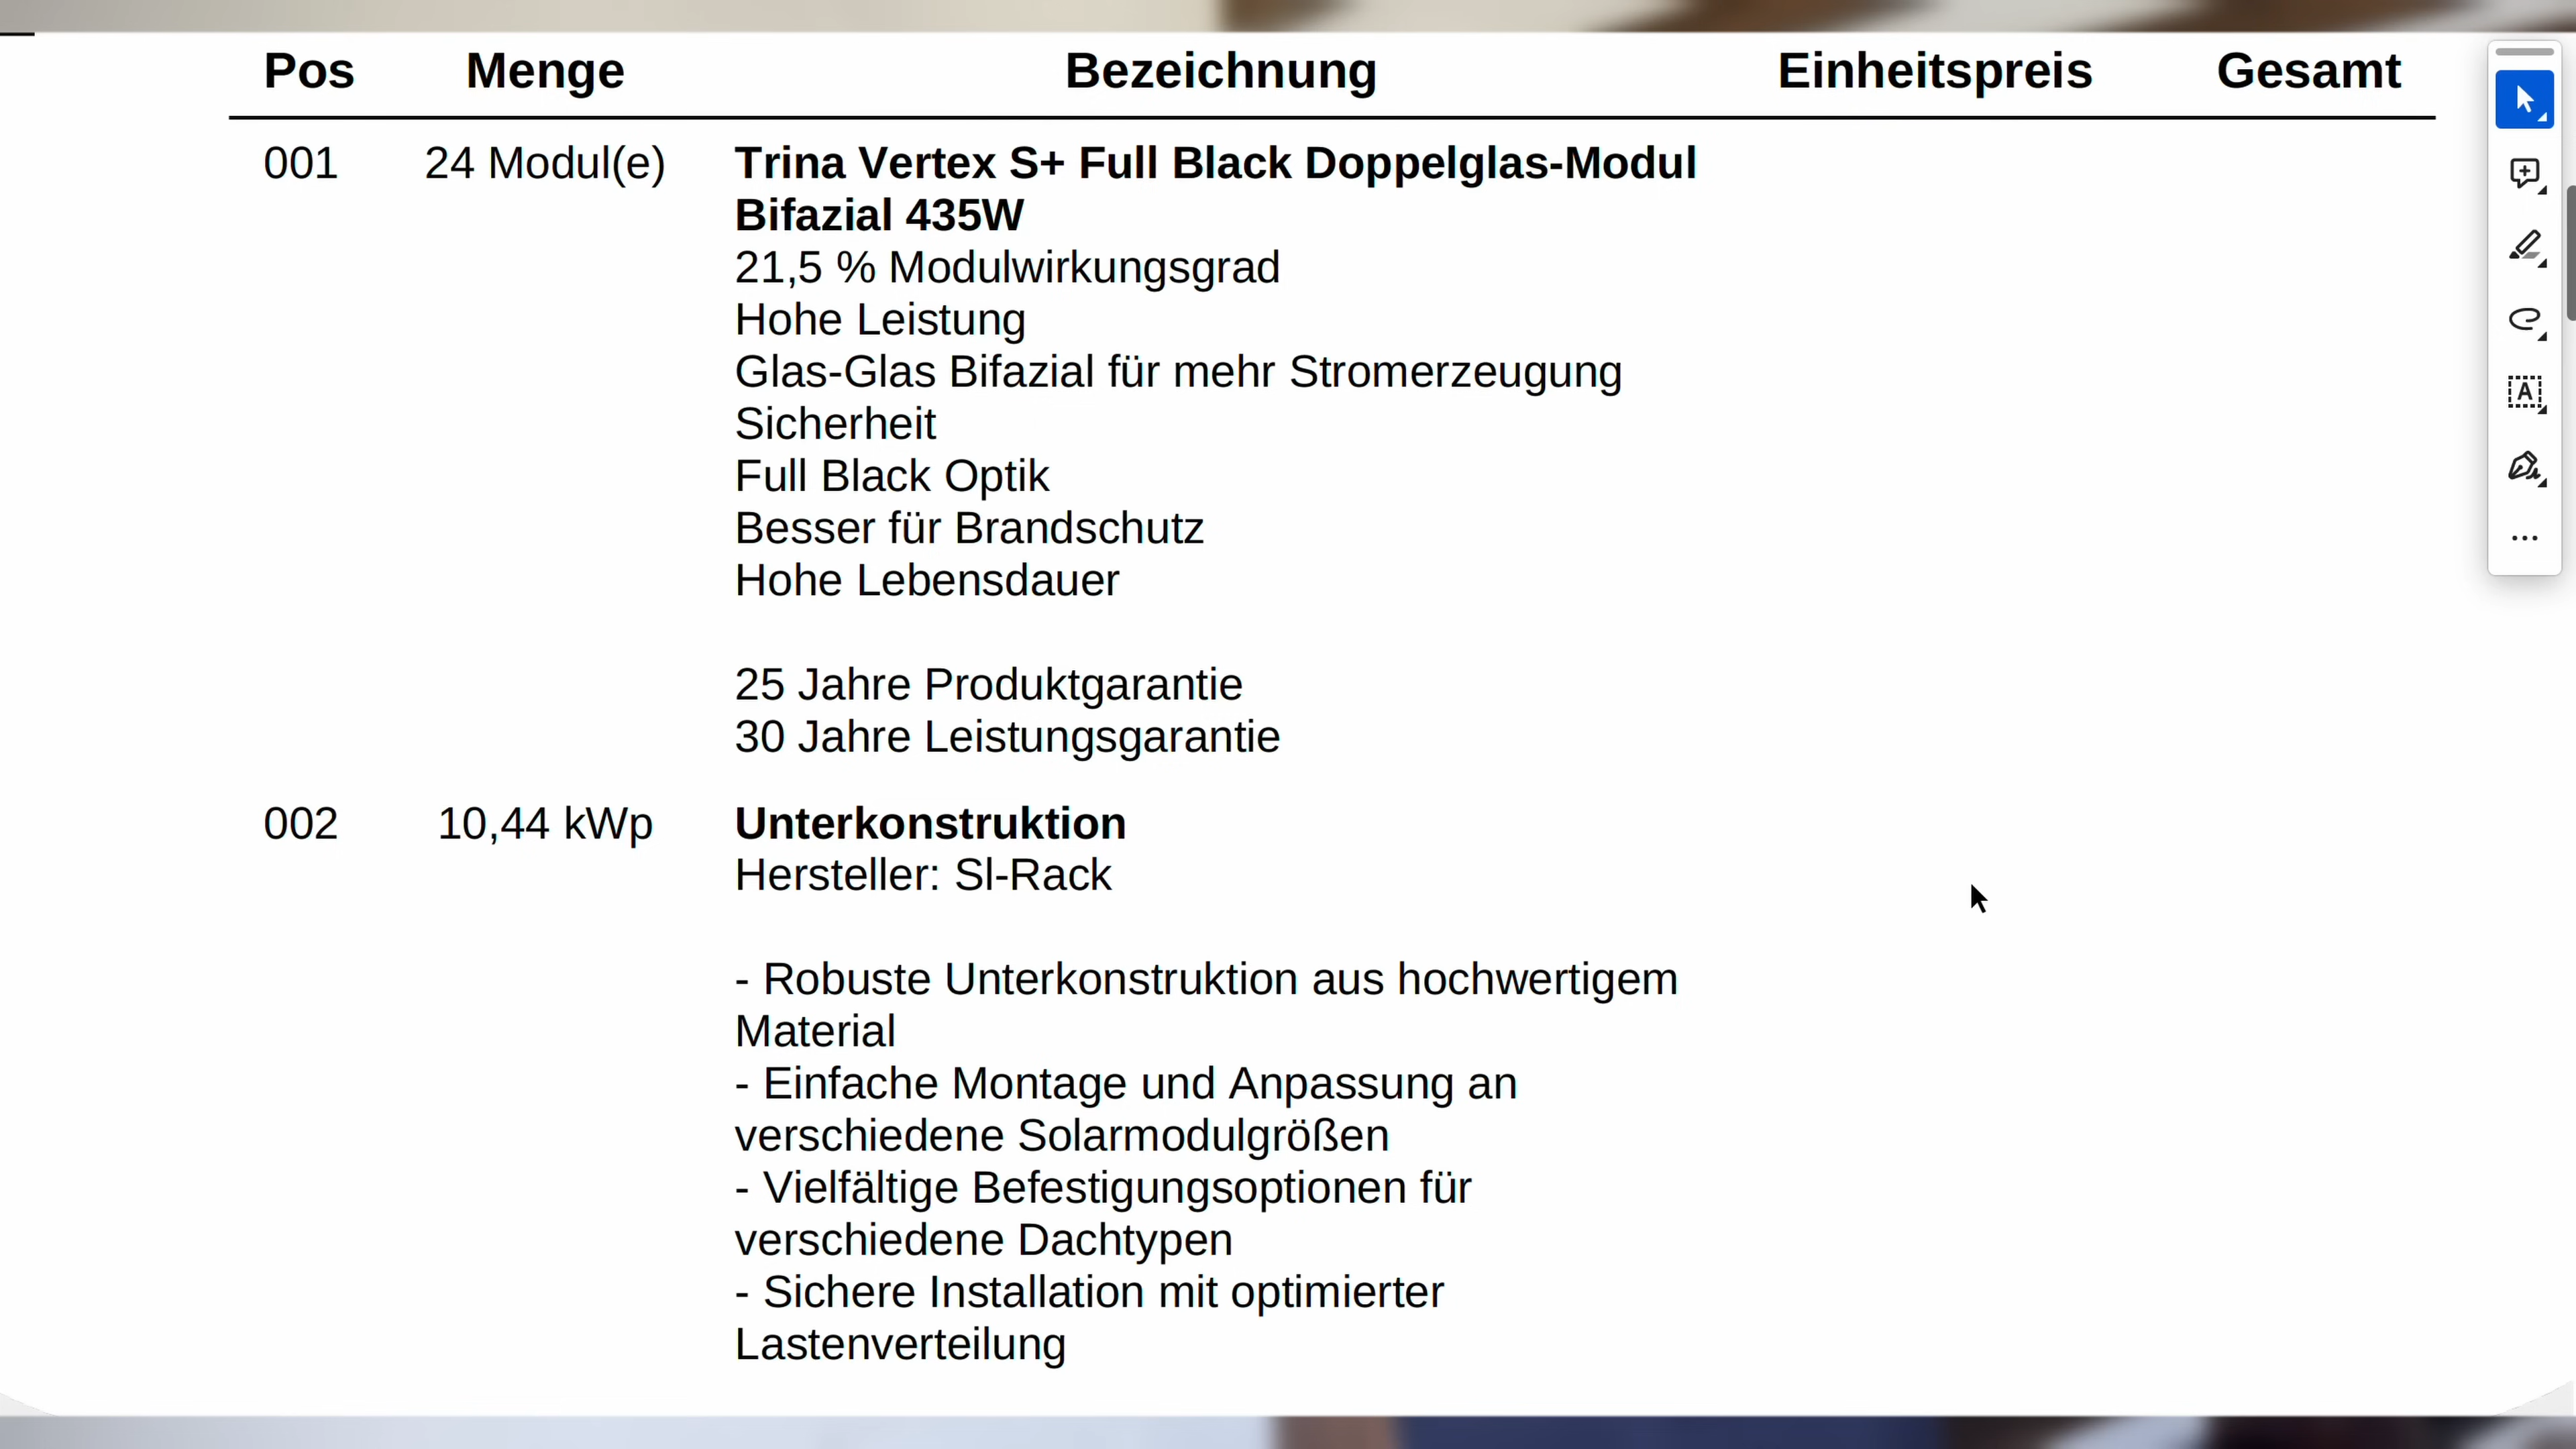 Pos Menge Bezeichnung Einheitspreis Gesamt
001 24 Modul(e) Trina Vertex S+ Full Black Doppelglas-Modul
Bifazial 435W
21,5 % Modulwirkungsgrad
Hohe Leistung
Glas-Glas Bifazial für mehr Stromerzeugung
Sicherheit
Full Black Optik
Besser für Brandschutz
Hohe Lebensdauer
25 Jahre Produktgarantie
30 Jahre Leistungsgarantie
002 10,44 kWp Unterkonstruktion
Hersteller: Sl-Rack
- Robuste Unterkonstruktion aus hochwertigem
Material
- Einfache Montage und Anpassung an
verschiedene Solarmodulgrößen
- Vielfältige Befestigungsoptionen für
verschiedene Dachtypen
- Sichere Installation mit optimierter
Lastenverteilung